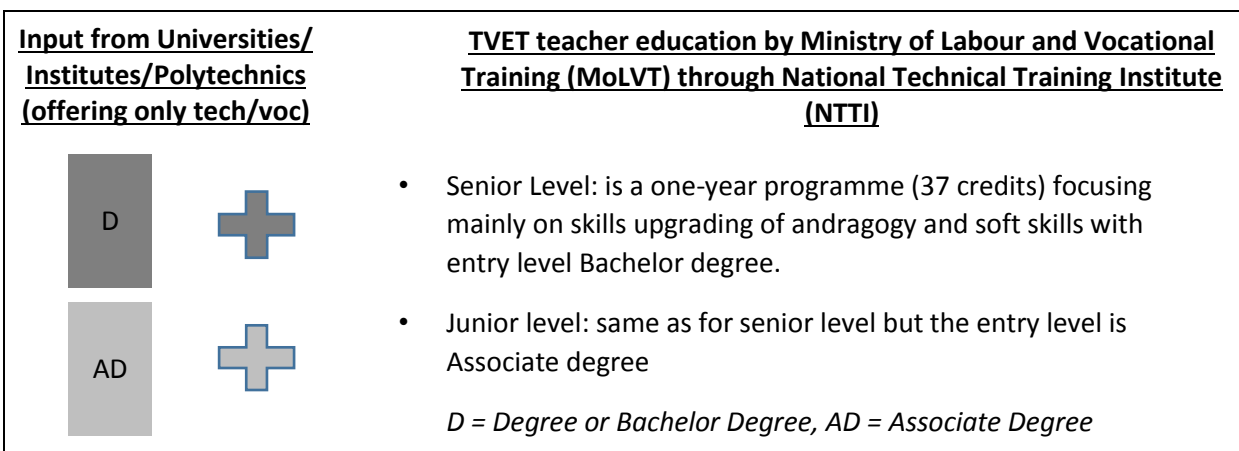 Input from Universities/
Institutes/Polytechnics
(offering only tech/voc)
TVET teacher education by Ministry of Labour and Vocational
Training (MoLVT) through National Technical Training Institute
(NTTI)
D
AD
• Senior Level: is a one-year programme (37 credits) focusing
mainly on skills upgrading of andragogy and soft skills with
entry level Bachelor degree.
• Junior level: same as for senior level but the entry level is
Associate degree
D = Degree or Bachelor Degree, AD = Associate Degree